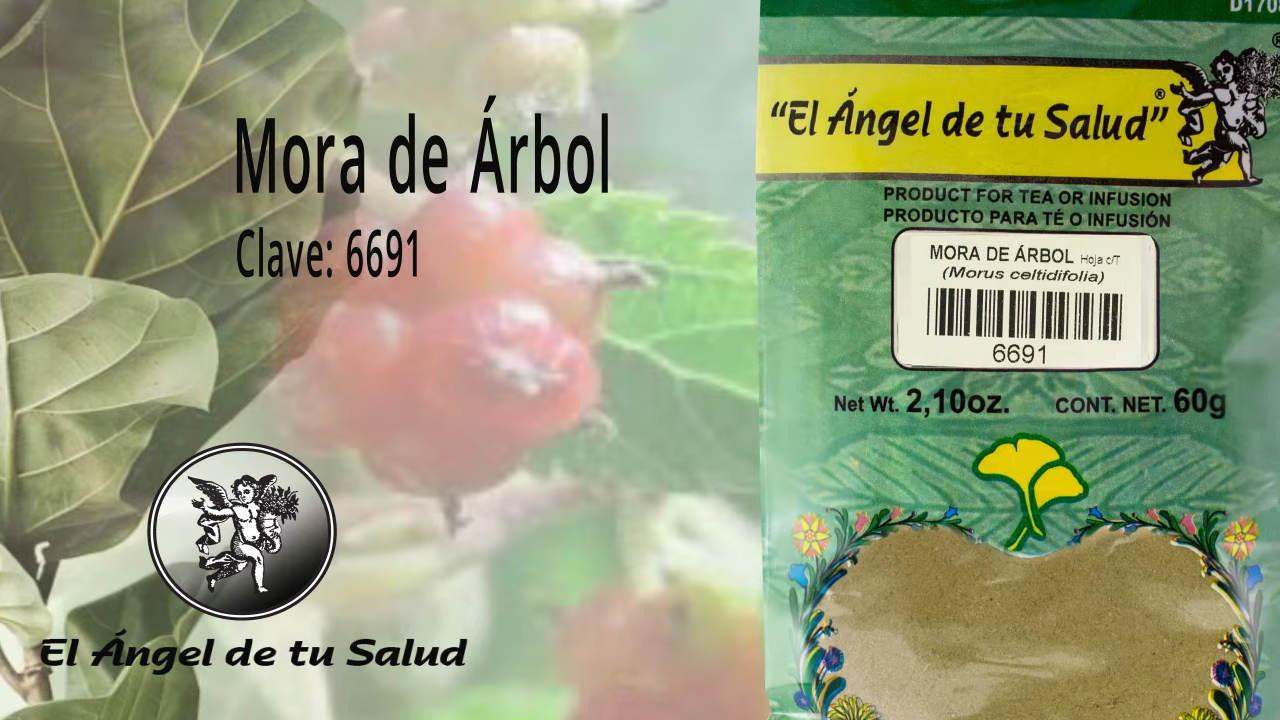 Mora de Árbol
Clave: 6691
El Ángel de tu Salud
"El Ángel de tu Salud”®
PRODUCT FOR TEA OR INFUSION
PRODUCTO PARA TÉ O INFUSIÓN
MORA DE ÁRBOL Hoja c/T
(Morus celtidifolia)
6691
Net Wt. 2,10oz. CONT. NET. 60g